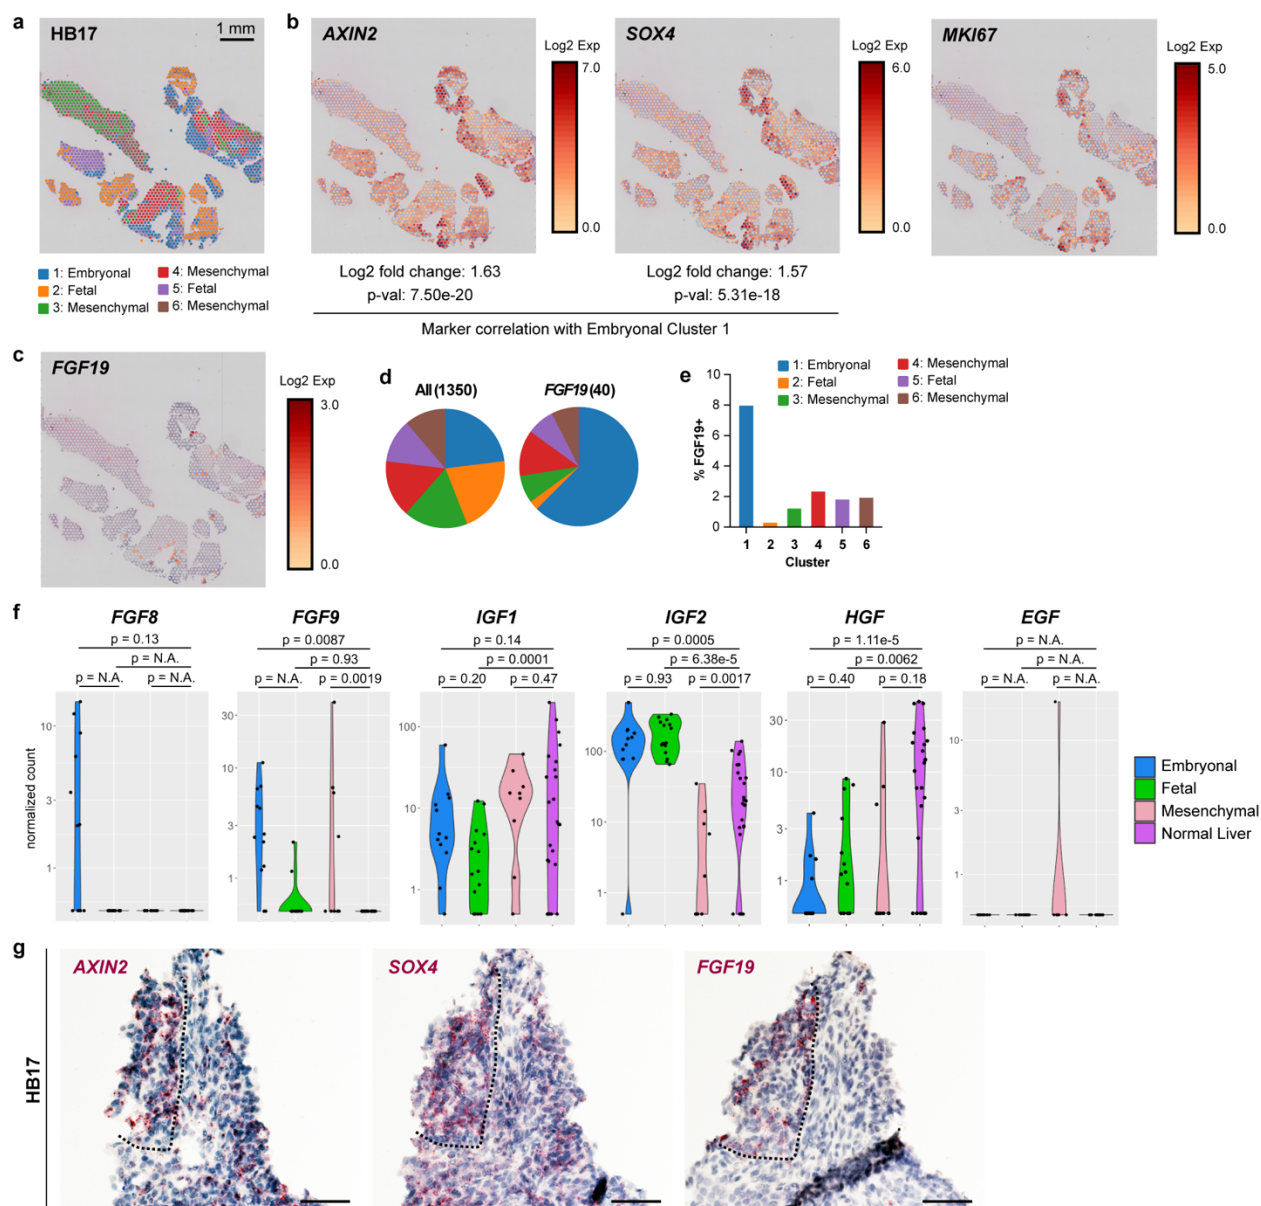 a
HB17
1 mm
1: Embryonal
2: Fetal
3: Mesenchymal
4: Mesenchymal
5: Fetal
6: Mesenchymal
b
AXIN2
Log2 Exp
7.0
0.0
SOX4
Log2 Exp
6.0
0.0
MKI67
Log2 Exp
5.0
0.0
Log2 fold change: 1.63
p-val: 7.50e-20
Log2 fold change: 1.57
p-val: 5.31e-18
Marker correlation with Embryonal Cluster 1
c
FGF19
Log2 Exp
3.0
0.0
d
All (1350)
FGF19 (40)
e
1: Embryonal
2: Fetal
3: Mesenchymal
4: Mesenchymal
5: Fetal
6: Mesenchymal
% FGF19+
10
8
6
4
2
0
1 2 3 4 5 6
Cluster
f
normalized count
FGF8
p = 0.13
p = N.A.
p = N.A. p = N.A.
10
3
1
FGF9
p = 0.0087
p = 0.93
p = N.A. p = 0.0019
30
10
3
1
IGF1
p = 0.14
p = 0.0001
p = 0.20 p = 0.47
100
10
1
IGF2
p = 0.0005
p = 6.38e-5
p = 0.93 p = 0.0017
100
10
1
HGF
p = 1.11e-5
p = 0.0062
p = 0.40 p = 0.18
30
10
3
1
EGF
p = N.A.
p = N.A.
p = N.A. p = N.A.
10
3
1
Embryonal
Fetal
Mesenchymal
Normal Liver
g
HB17
AXIN2
SOX4
FGF19